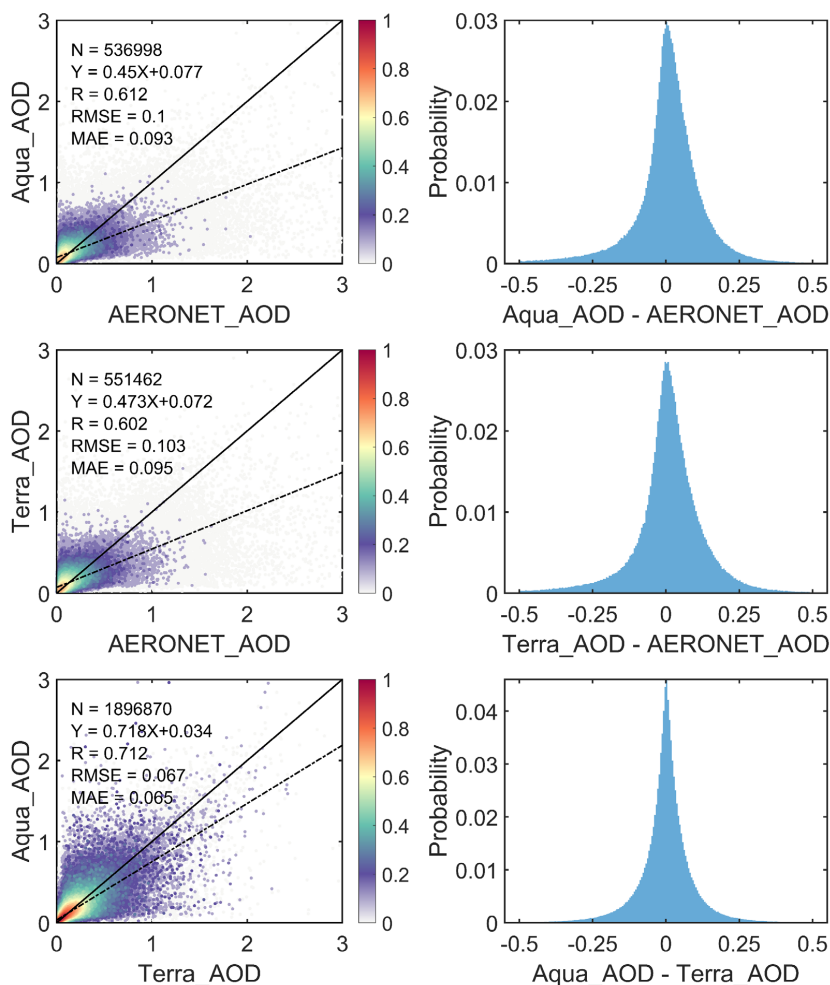 3
2
1
0
Aqua_AOD
N = 536998
Y = 0.45X+0.077
R = 0.612
RMSE = 0.1
MAE = 0.093
0 1 2 3
AERONET_AOD
1
0.8
0.6
0.4
0.2
0
0.03
0.02
0.01
0
Probability
-0.5 -0.25 0 0.25 0.5
Aqua_AOD - AERONET_AOD
3
2
1
0
Terra_AOD
N = 551462
Y = 0.473X+0.072
R = 0.602
RMSE = 0.103
MAE = 0.095
0 1 2 3
AERONET_AOD
1
0.8
0.6
0.4
0.2
0
0.03
0.02
0.01
0
Probability
-0.5 -0.25 0 0.25 0.5
Terra_AOD - AERONET_AOD
3
2
1
0
Aqua_AOD
N = 1896870
Y = 0.718X+0.034
R = 0.712
RMSE = 0.067
MAE = 0.065
0 1 2 3
Terra_AOD
1
0.8
0.6
0.4
0.2
0
0.04
0.03
0.02
0.01
0
Probability
-0.5 -0.25 0 0.25 0.5
Aqua_AOD - Terra_AOD